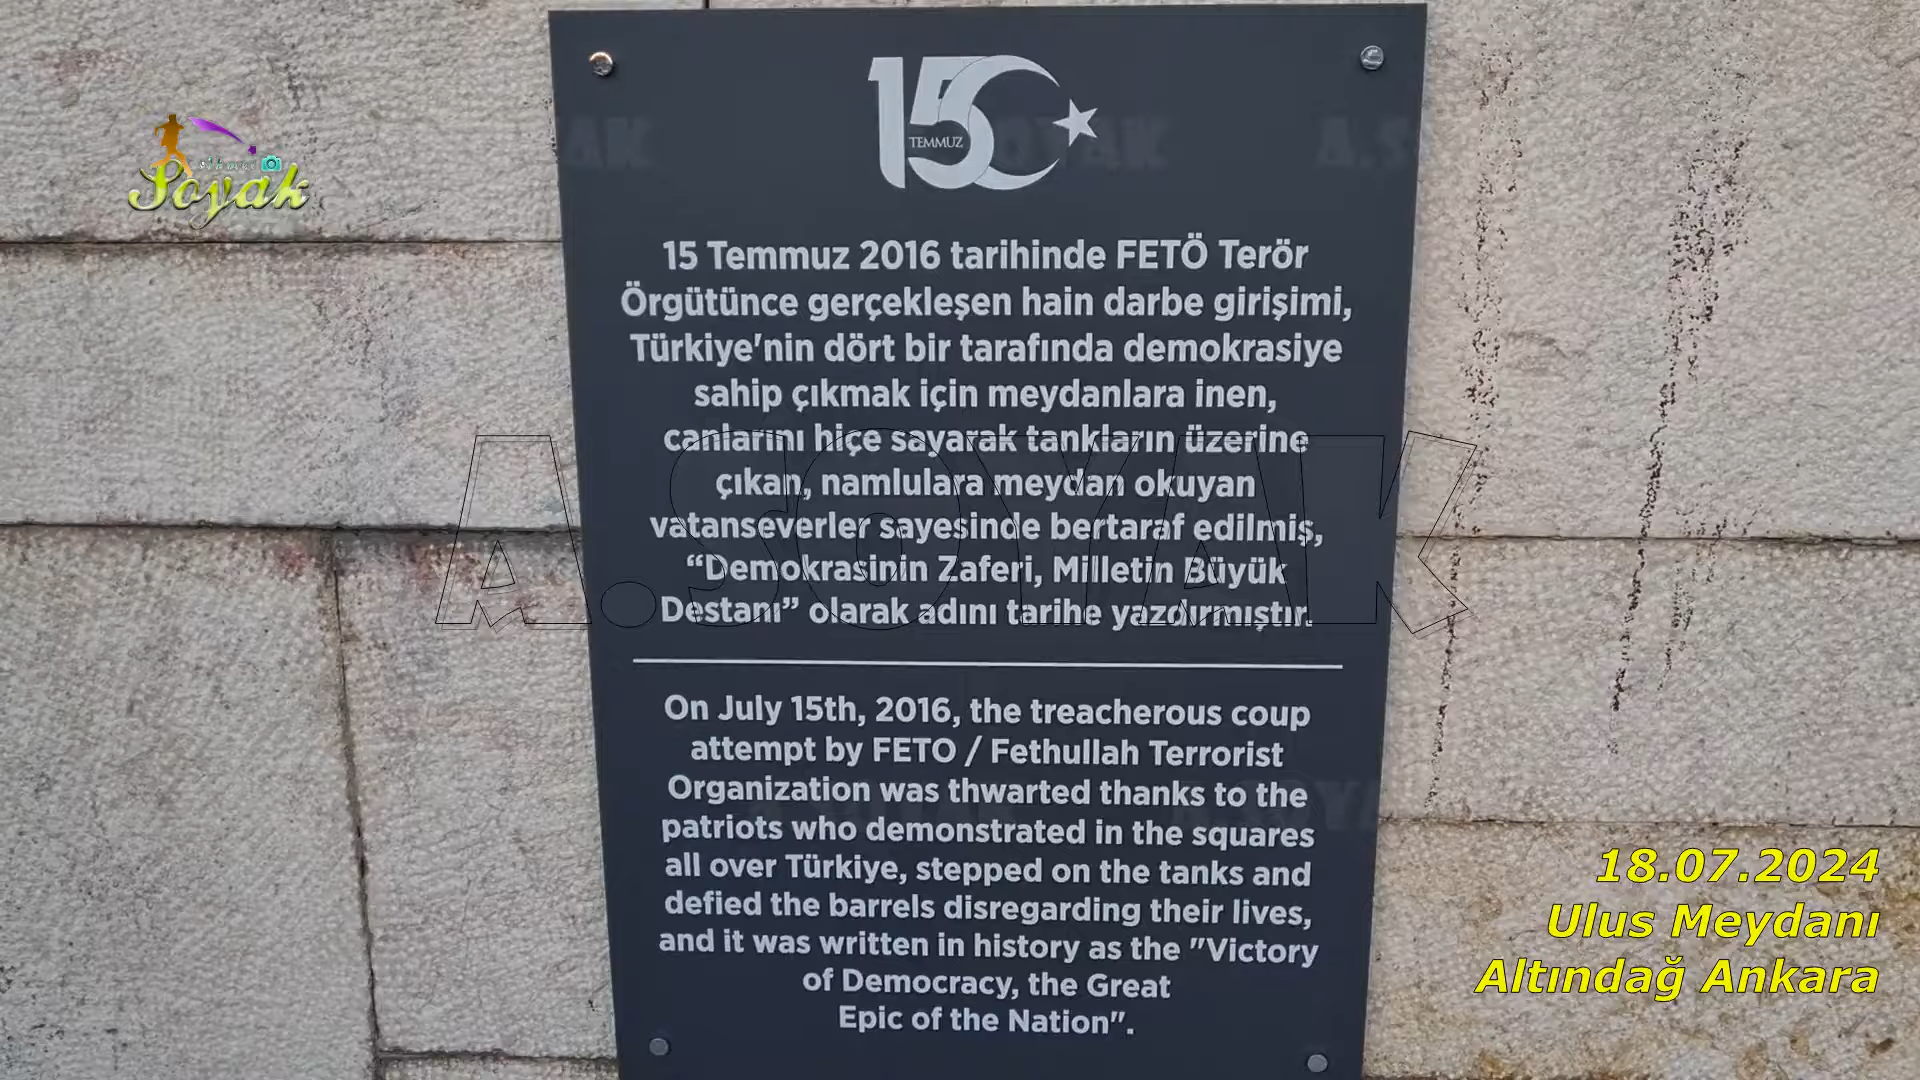 15
TEMMUZ
15 Temmuz 2016 tarihinde FETÖ Terör
Örgütünce gerçekleşen hain darbe girişimi,
Türkiye'nin dört bir tarafında demokrasiye
sahip çıkmak için meydanlara inen,
canlarını hiçe sayarak tankların üzerine
çıkan, namlulara meydan okuyan
vatanseverler sayesinde bertaraf edilmiş,
“Demokrasinin Zaferi, Milletin Büyük
Destanı” olarak adını tarihe yazdırmıştır.
On July 15th, 2016, the treacherous coup
attempt by FETO / Fethullah Terrorist
Organization was thwarted thanks to the
patriots who demonstrated in the squares
all over Türkiye, stepped on the tanks and
defied the barrels disregarding their lives,
and it was written in history as the "Victory
of Democracy, the Great
Epic of the Nation".
Soyak
A.SOYAK
18.07.2024
Ulus Meydanı
Altındağ Ankara